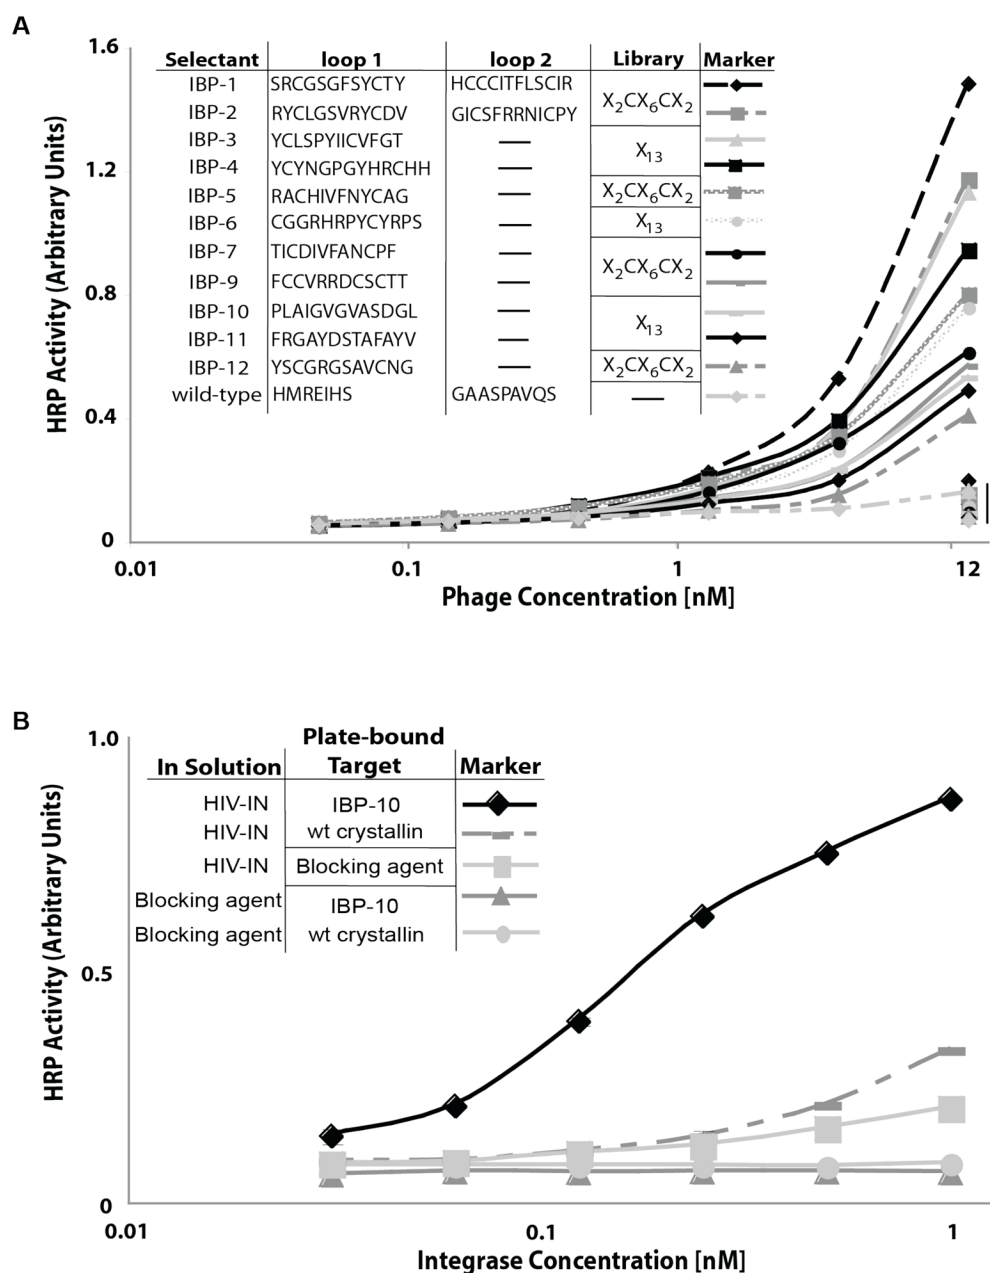 A
Selectant loop 1 loop 2 Library Marker
IBP-1 SRCGSGFSYCTY HCCCITFLSCIR
X2CX6CX2
IBP-2 RYCLGSVRYCDV GICSFRRNICPY
IBP-3 YCLSPYIICVFGT —
X13
IBP-4 YCYNGPGYHRCHH —
IBP-5 RACHIVFNYCAG — X2CX6CX2
IBP-6 CGGRHRPYCYRPS — X13
IBP-7 TICDIVFANCPF —
X2CX6CX2
IBP-9 FCCVRRDCSCTT —
IBP-10 PLAIGVGVASDGL —
X13
IBP-11 FRGAYDSTAFAYV —
IBP-12 YSCGRGSAVCNG — X2CX6CX2
wild-type HMREIHS GAASPAVQS —
HRP Activity (Arbitrary Units)
1.6
1.2
0.8
0.4
0
0.01 0.1 1 12
Phage Concentration [nM]
B
Plate-bound
In Solution Target Marker
HIV-IN IBP-10
HIV-IN wt crystallin
HIV-IN Blocking agent
Blocking agent IBP-10
Blocking agent wt crystallin
HRP Activity (Arbitrary Units)
1.0
0.5
0
0.01 0.1 1
Integrase Concentration [nM]